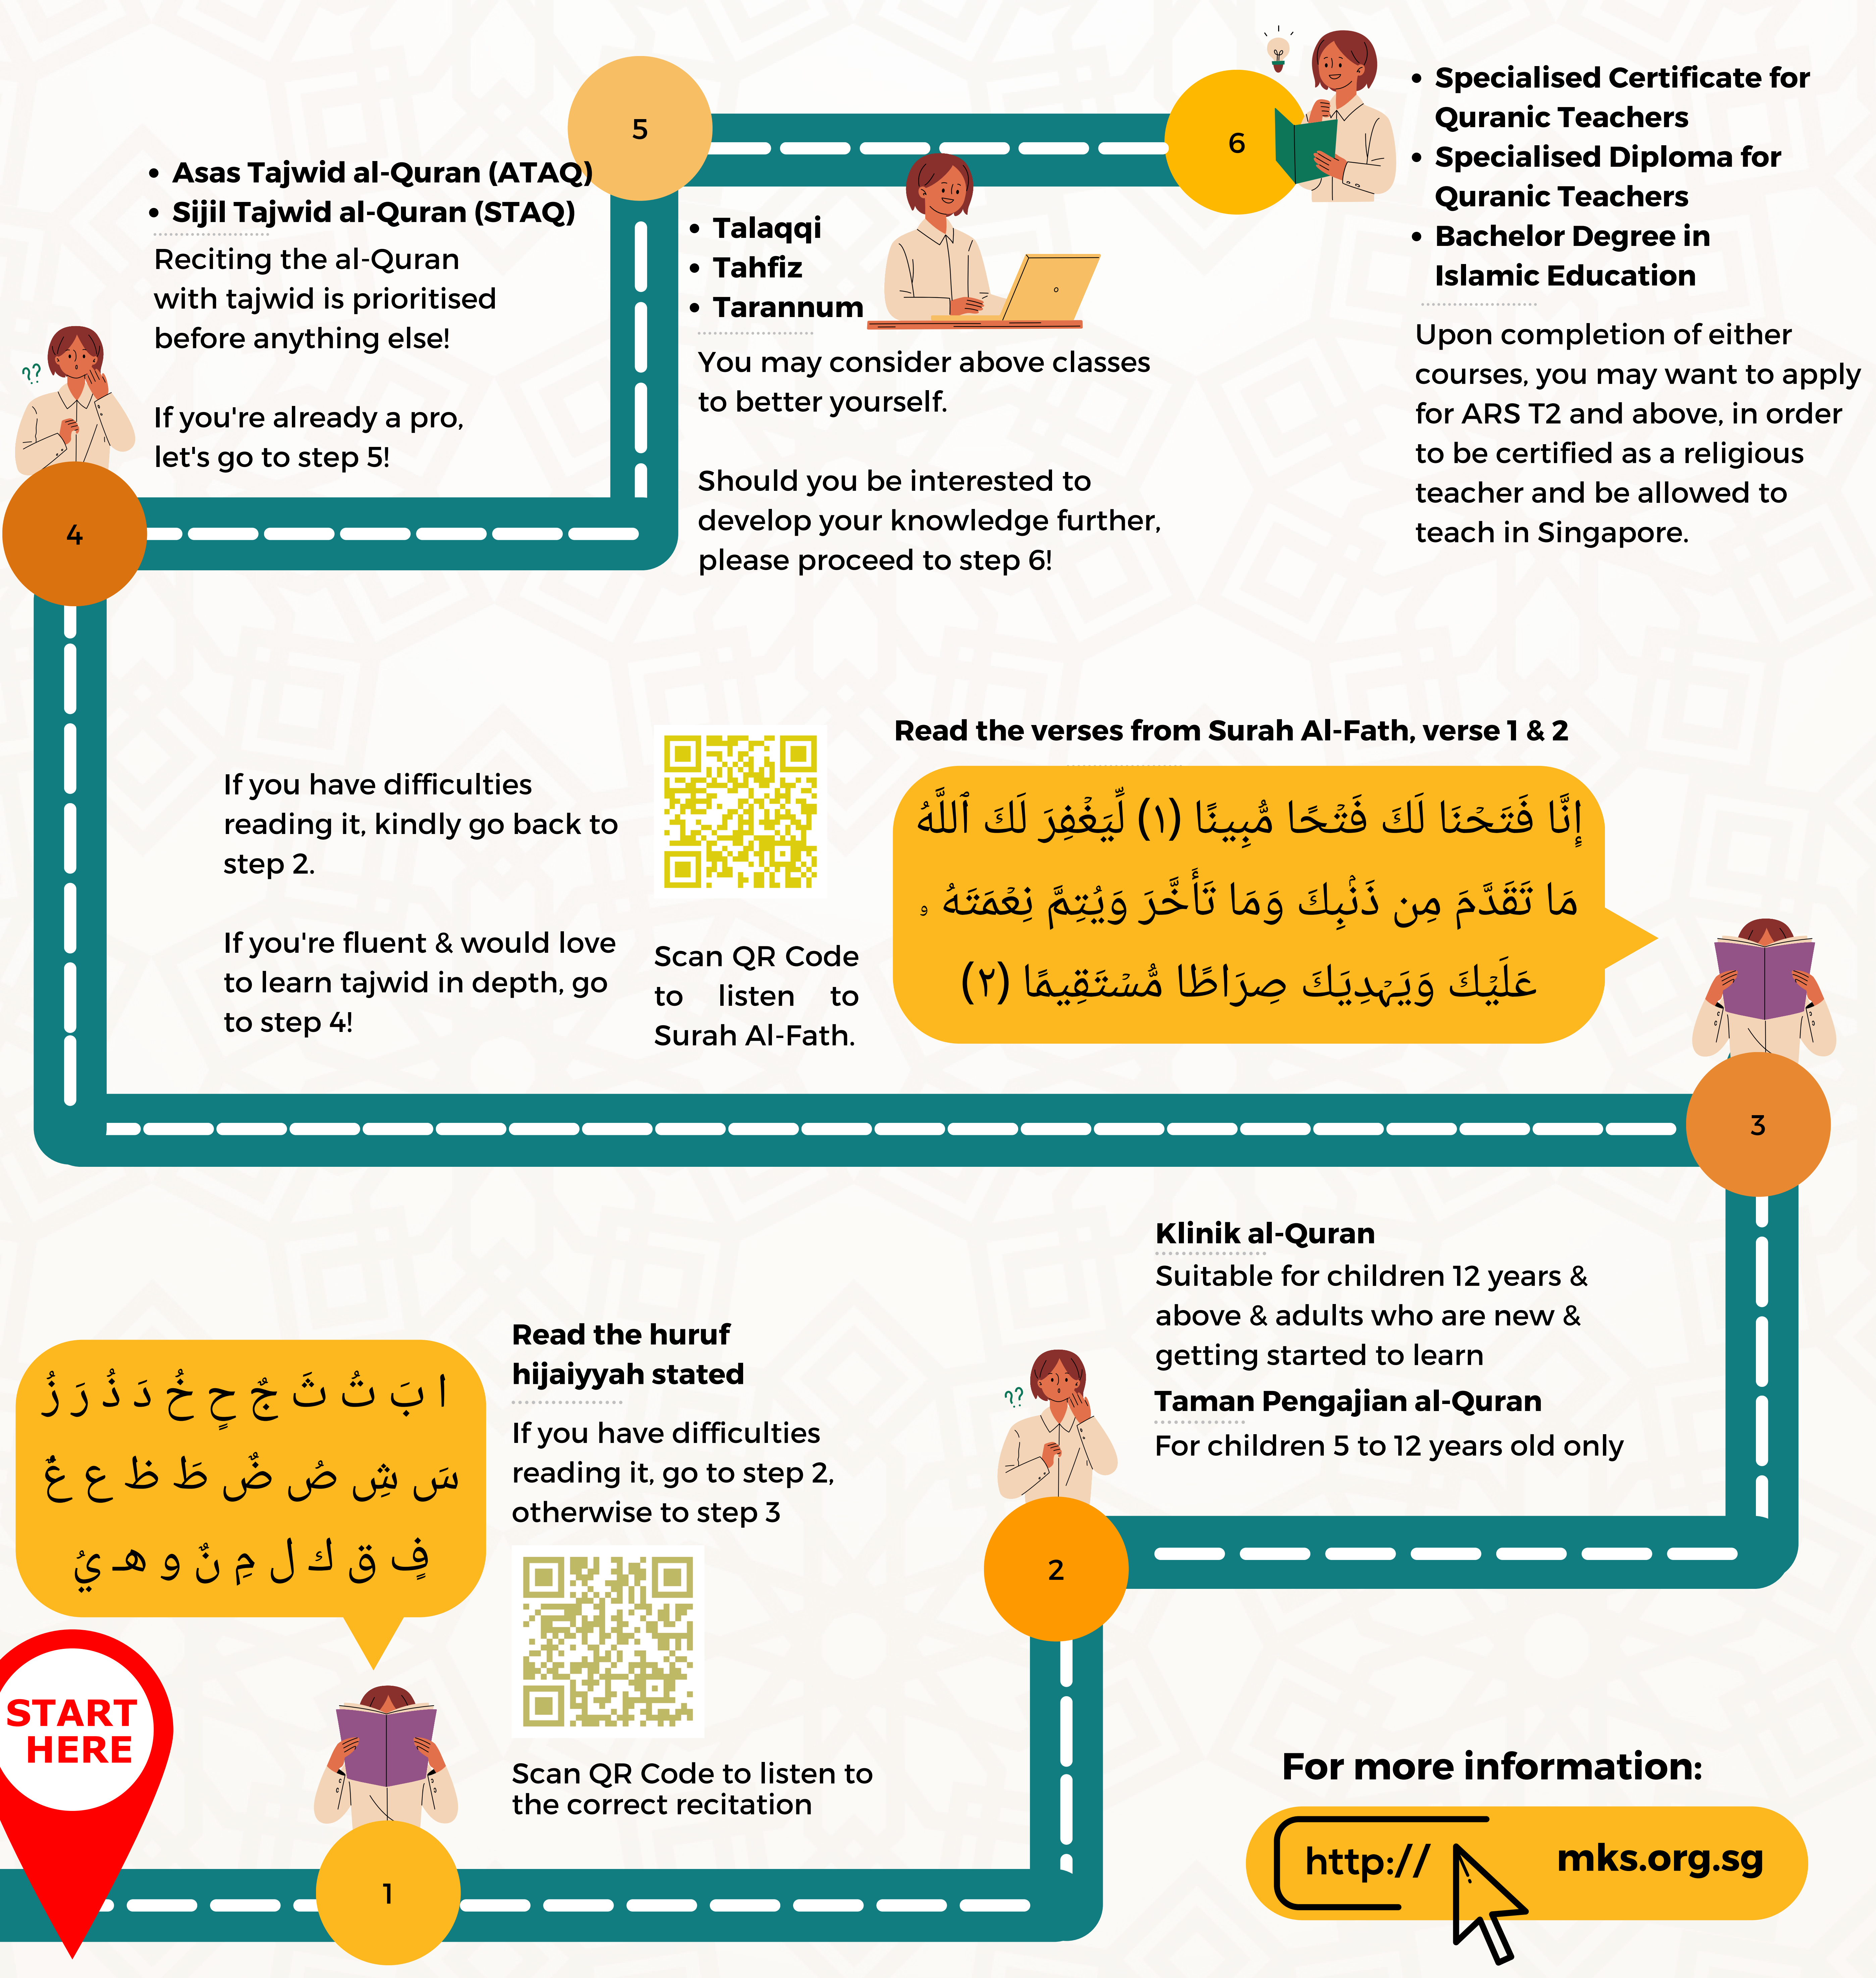 5
6
• Specialised Certificate for
Quranic Teachers
• Specialised Diploma for
Quranic Teachers
• Bachelor Degree in
Islamic Education
Upon completion of either
courses, you may want to apply
for ARS T2 and above, in order
to be certified as a religious
teacher and be allowed to
teach in Singapore.
• Asas Tajwid al-Quran (ATAQ)
• Sijil Tajwid al-Quran (STAQ)
Reciting the al-Quran
with tajwid is prioritised
before anything else!
If you're already a pro,
let's go to step 5!
??
4
• Talaqqi
• Tahfiz
• Tarannum
You may consider above classes
to better yourself.
Should you be interested to
develop your knowledge further,
please proceed to step 6!
Read the verses from Surah Al-Fath, verse 1 & 2
إِنَّا فَتَحْنَا لَكَ فَتْحًا مُّبِينًا (١) لِّيَغْفِرَ لَكَ ٱللَّهُ
مَا تَقَدَّمَ مِن ذَنۢبِكَ وَمَا تَأَخَّرَ وَيُتِمَّ نِعْمَتَهُ ۥ
عَلَيْكَ وَيَهْدِيَكَ صِرَاطًا مُّسْتَقِيمًا (٢)
If you have difficulties
reading it, kindly go back to
step 2.
If you're fluent & would love
to learn tajwid in depth, go
to step 4!
Scan QR Code
to listen to
Surah Al-Fath.
3
Klinik al-Quran
Suitable for children 12 years &
above & adults who are new &
getting started to learn
Taman Pengajian al-Quran
For children 5 to 12 years old only
??
2
Read the huruf
hijaiyyah stated
If you have difficulties
reading it, go to step 2,
otherwise to step 3
ا بَ تُ ثَ جٌ حٍ خُ دَ ذُ رَ زُ
سَ شٍ صُ ضٌ طَ ظ ع غٌ
فٍ ق ك ل مِ نٌ و هـ يُ
Scan QR Code to listen to
the correct recitation
START
HERE
1
For more information:
http://
mks.org.sg